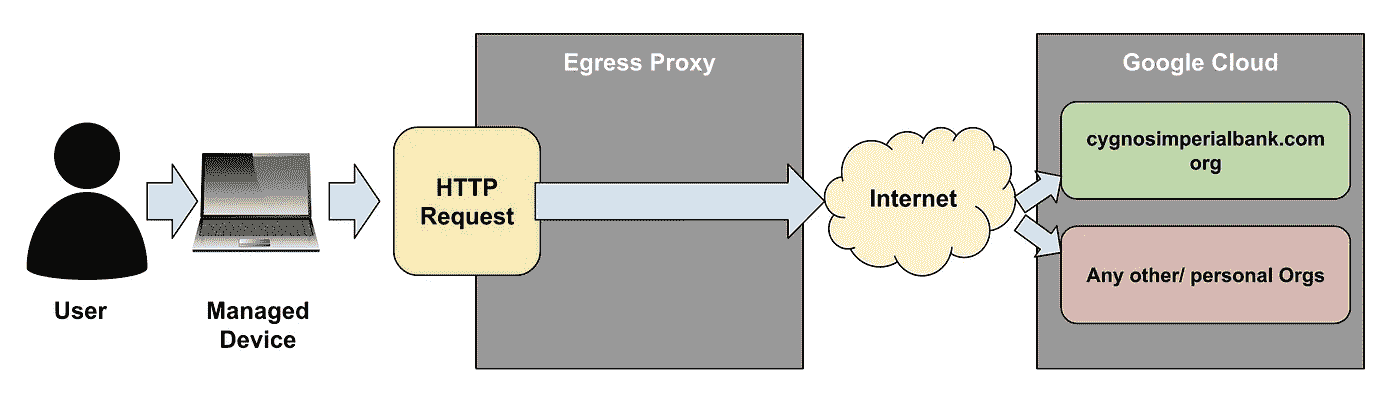 Egress Proxy
Google Cloud
HTTP
Request
Internet
cygnosimperialbank.com
org
Any other/ personal Orgs
User
Managed
Device